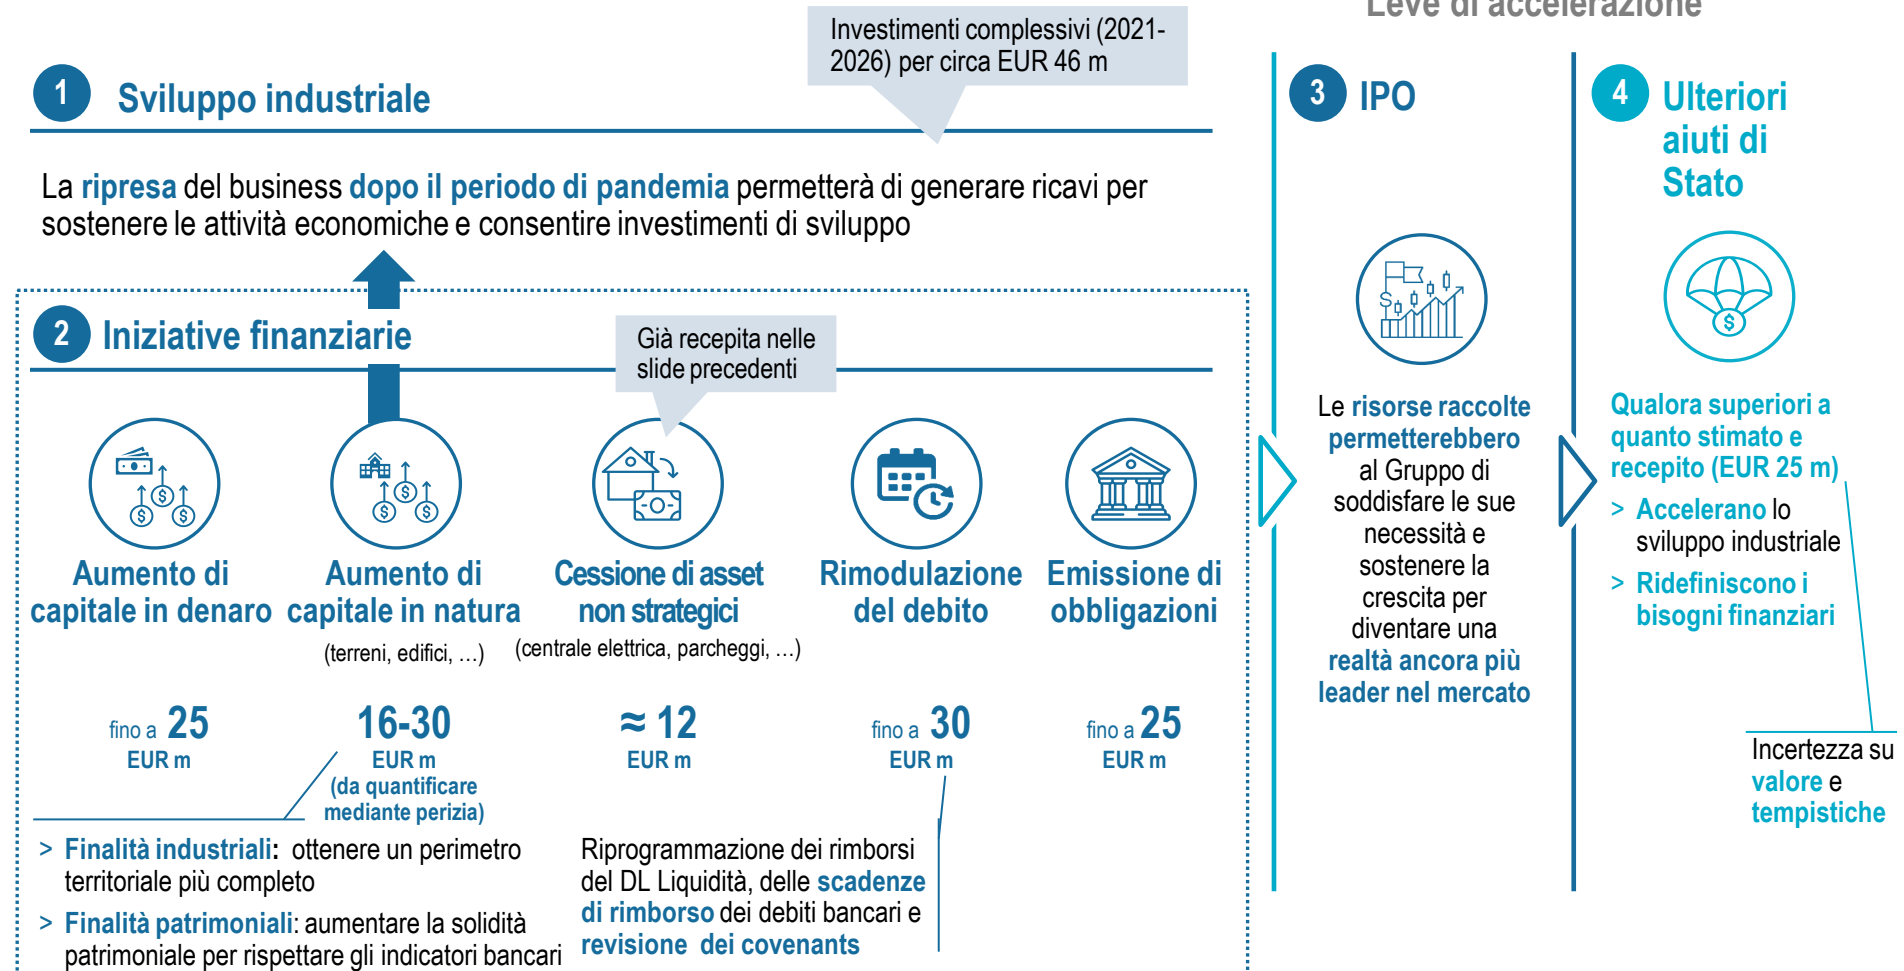 Leve di accelerazione
Investimenti complessivi (2021-
2026) per circa EUR 46 m
1 Sviluppo industriale
La ripresa del business dopo il periodo di pandemia permetterà di generare ricavi per
sostenere le attività economiche e consentire investimenti di sviluppo
2 Iniziative finanziarie
Già recepita nelle
slide precedenti
Aumento di
capitale in denaro
fino a 25
EUR m
Aumento di
capitale in natura
(terreni, edifici, …)
16-30
EUR m
(da quantificare
mediante perizia)
Cessione di asset
non strategici
(centrale elettrica, parcheggi, …)
≈ 12
EUR m
Rimodulazione
del debito
fino a 30
EUR m
Emissione di
obbligazioni
fino a 25
EUR m
> Finalità industriali: ottenere un perimetro
territoriale più completo
> Finalità patrimoniali: aumentare la solidità
patrimoniale per rispettare gli indicatori bancari
Riprogrammazione dei rimborsi
del DL Liquidità, delle scadenze
di rimborso dei debiti bancari e
revisione dei covenants
3 IPO
Le risorse raccolte
permetterebbero
al Gruppo di
soddisfare le sue
necessità e
sostenere la
crescita per
diventare una
realtà ancora più
leader nel mercato
4 Ulteriori
aiuti di
Stato
Qualora superiori a
quanto stimato e
recepito (EUR 25 m)
> Accelerano lo
sviluppo industriale
> Ridefiniscono i
bisogni finanziari
Incertezza su
valore e
tempistiche